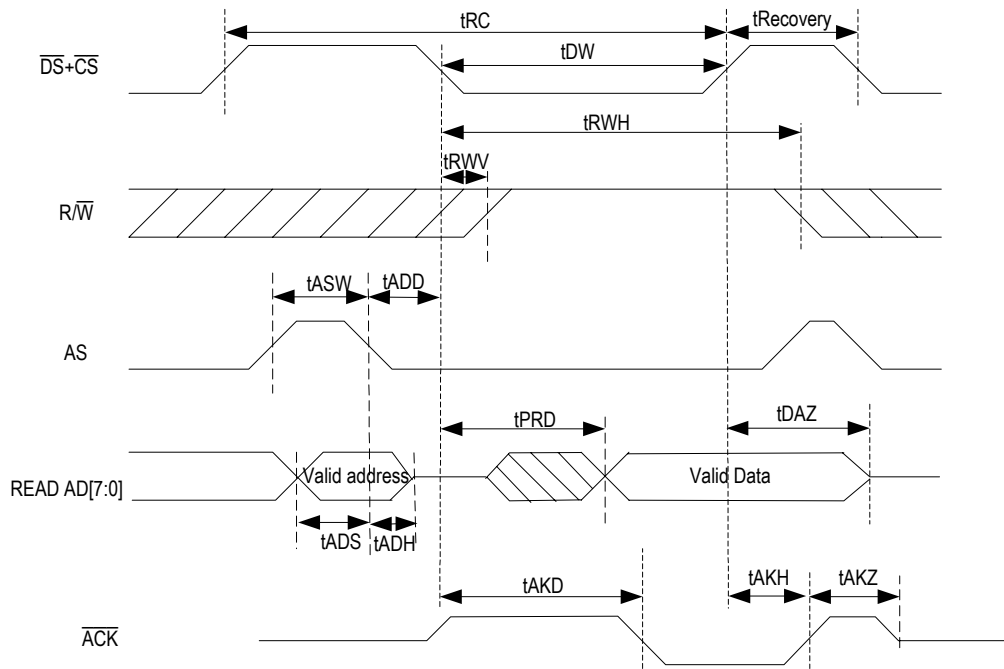 tRC
tRecovery
DS+CS
tDW
tRWH
tRWV
R/W
tASW
tADD
AS
tPRD
tDAZ
READ AD[7:0]
Valid address
Valid Data
tADS
tADH
tAKD
tAKH
tAKZ
ACK